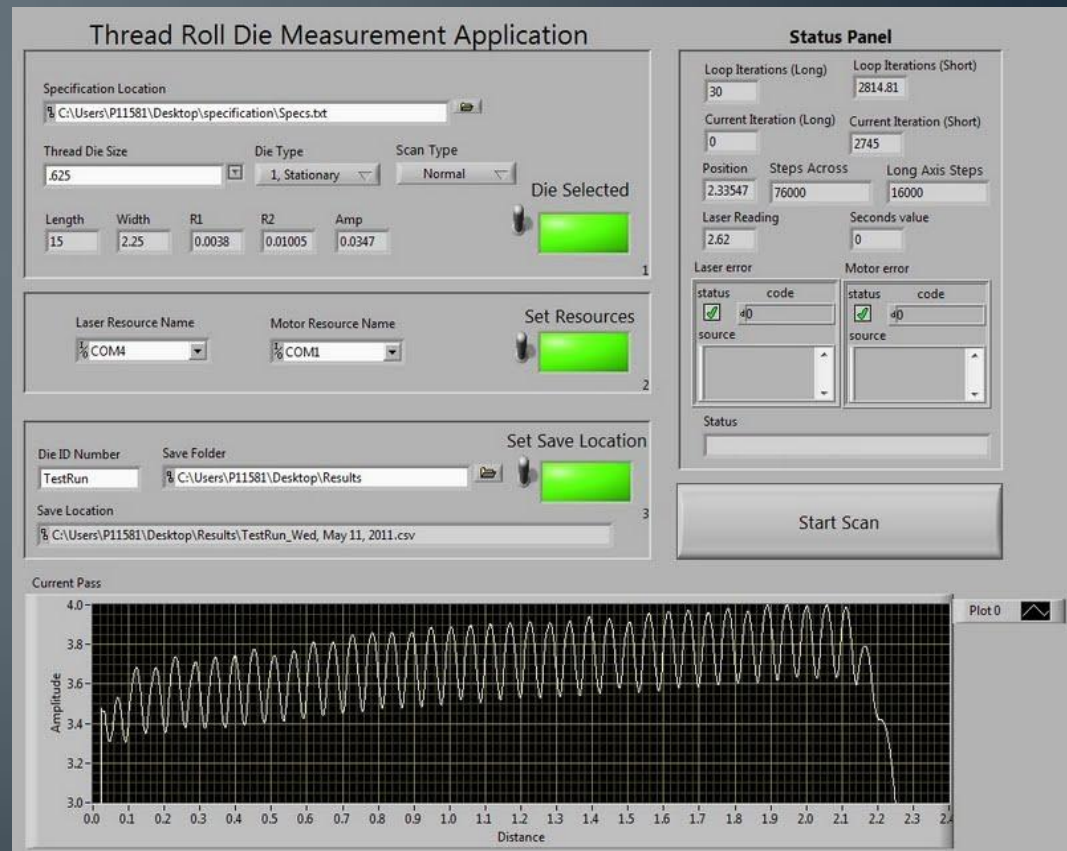 Thread Roll Die Measurement Application
Specification Location
C:\Users\P11581\Desktop\specification\Specs.txt
Thread Die Size
Die Type
Scan Type
.625
1, Stationary
Normal
Die Selected
Length
Width
R1
R2
Amp
15
2.25
0.0038
0.01005
0.0347
1
Laser Resource Name
Motor Resource Name
Set Resources
COM4
COM1
2
Set Save Location
Die ID Number
Save Folder
TestRun
C:\Users\P11581\Desktop\Results
Save Location
C:\Users\P11581\Desktop\Results\TestRun_Wed, May 11, 2011.csv
3
Status Panel
Loop Iterations (Long)
Loop Iterations (Short)
30
2814.81
Current Iteration (Long)
Current Iteration (Short)
0
2745
Position
Steps Across
Long Axis Steps
2.33547
76000
16000
Laser Reading
Seconds value
2.62
0
Laser error
Motor error
status code
status code
d0
d0
source
source
Status
Start Scan
Current Pass
Plot 0
Amplitude
4.0
3.8
3.6
3.4
3.2
3.0
0.0 0.1 0.2 0.3 0.4 0.5 0.6 0.7 0.8 0.9 1.0 1.1 1.2 1.3 1.4 1.5 1.6 1.7 1.8 1.9 2.0 2.1 2.2 2.3 2.4
Distance